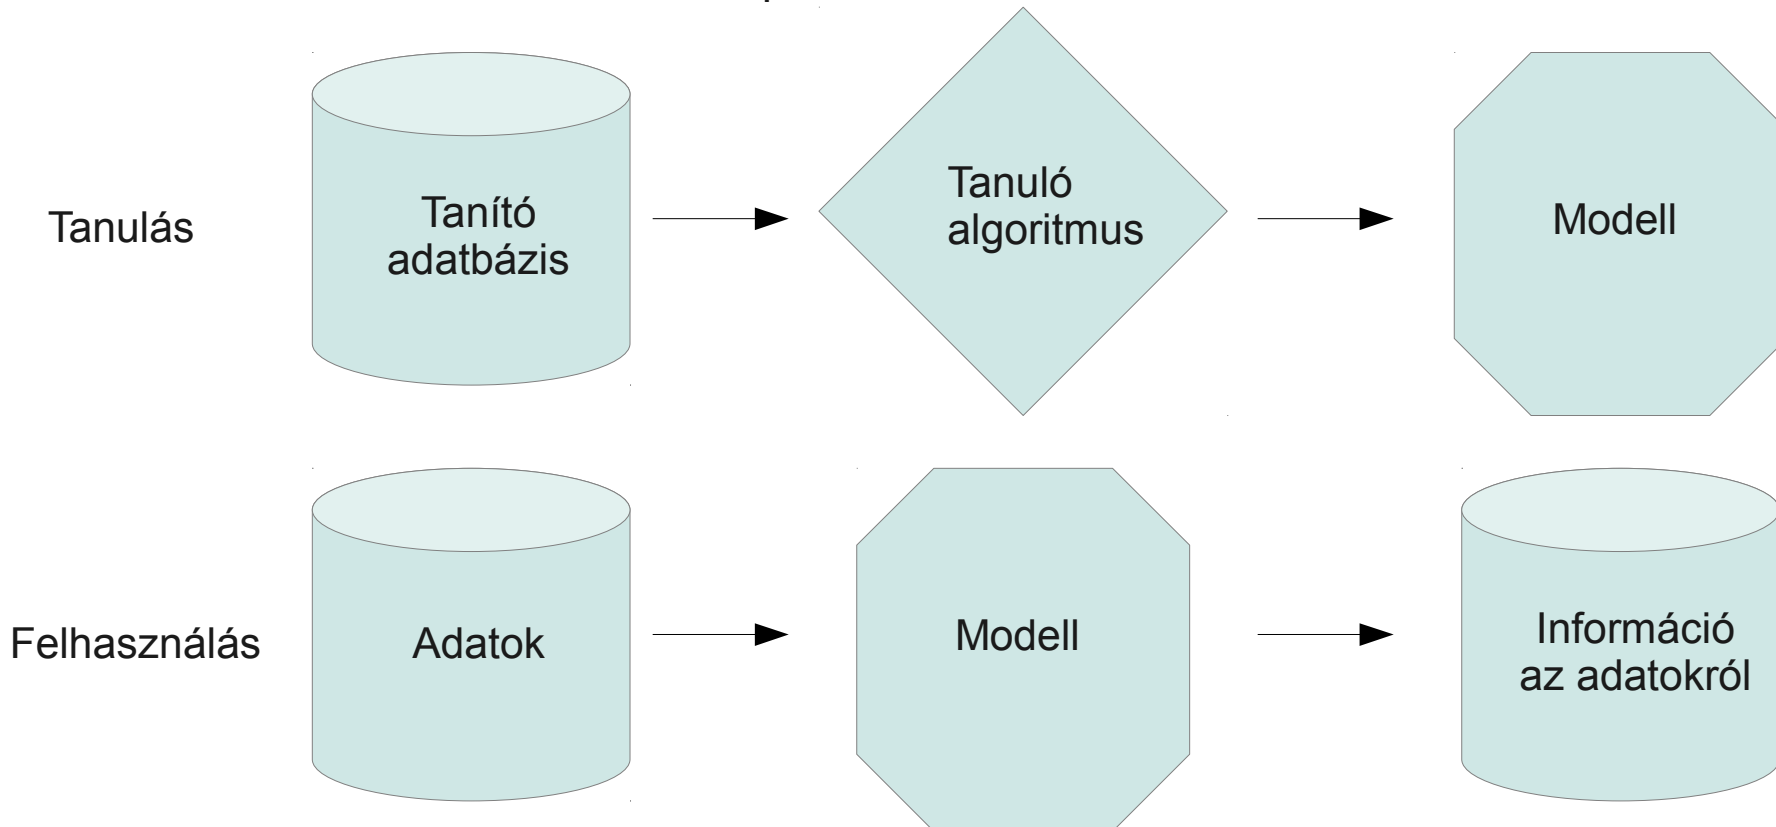 Tanulás
Tanító
adatbázis
Tanuló
algoritmus
Modell
Felhasználás
Adatok
Modell
Információ
az adatokról